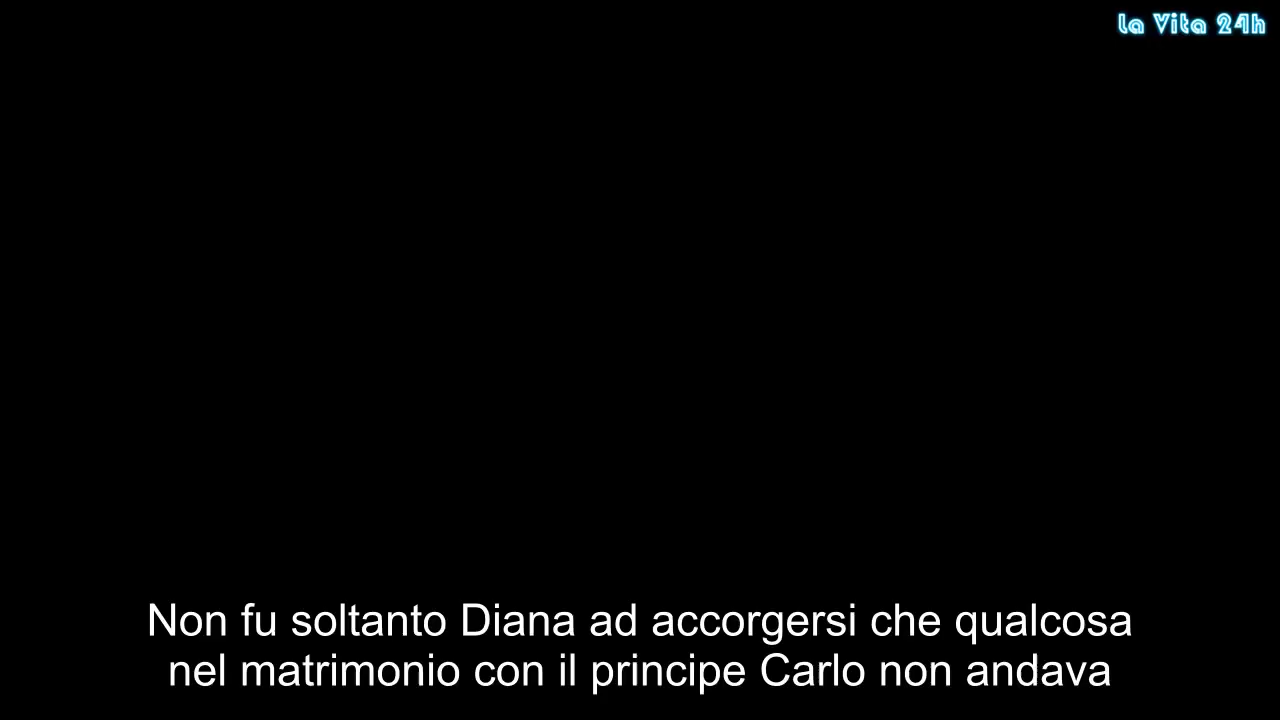 La Vita 24h
Non fu soltanto Diana ad accorgersi che qualcosa
nel matrimonio con il principe Carlo non andava